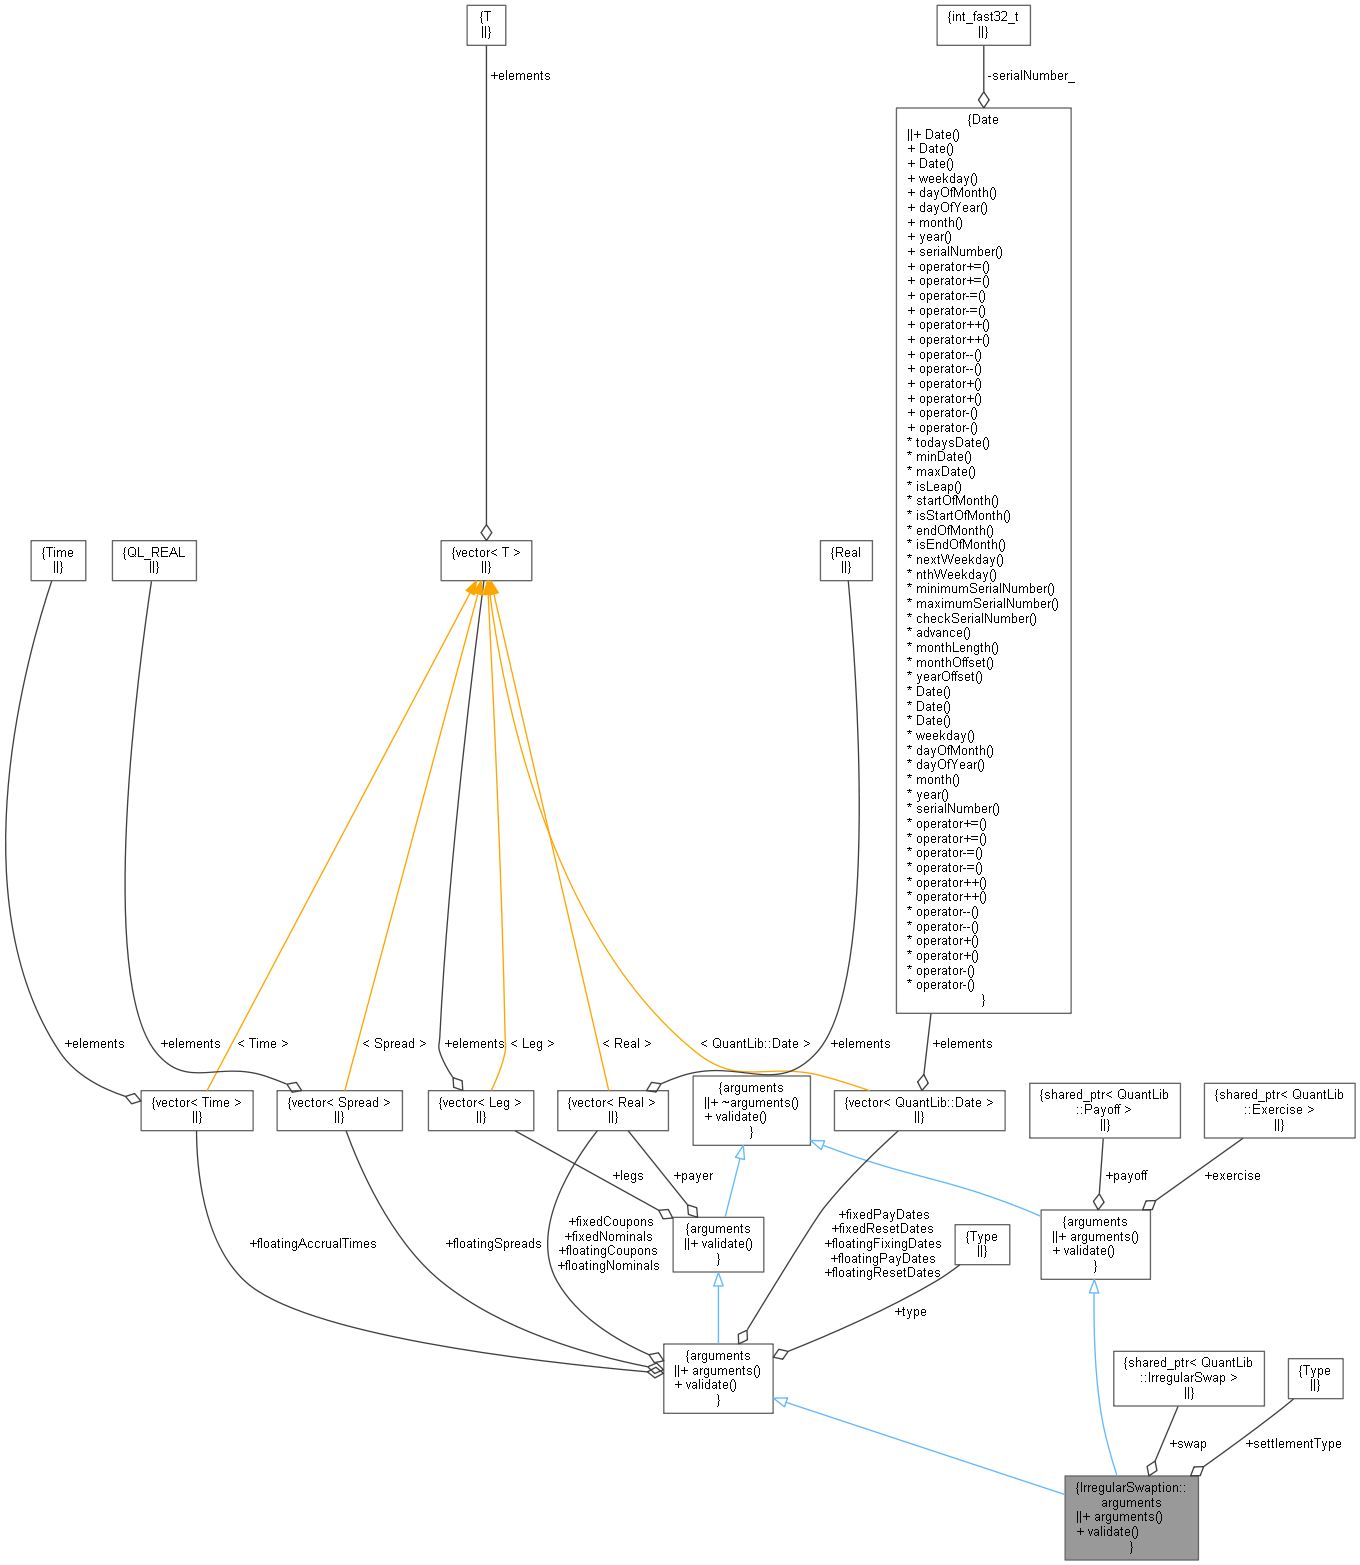 {T
||}
{int_fast32_t
||}
+elements
-serialNumber_
{Date
||+ Date()
+ Date()
+ Date()
+ weekday()
+ dayOfMonth()
+ dayOfYear()
+ month()
+ year()
+ serialNumber()
+ operator+=()
+ operator+=()
+ operator-=()
+ operator-=()
+ operator++()
+ operator++()
+ operator--()
+ operator--()
+ operator+()
+ operator+()
+ operator-()
+ operator-()
* todaysDate()
* minDate()
* maxDate()
* isLeap()
* startOfMonth()
* isStartOfMonth()
* endOfMonth()
* isEndOfMonth()
* nextWeekday()
* nthWeekday()
* minimumSerialNumber()
* maximumSerialNumber()
* checkSerialNumber()
* advance()
* monthLength()
* monthOffset()
* yearOffset()
* Date()
* Date()
* Date()
* weekday()
* dayOfMonth()
* dayOfYear()
* month()
* year()
* serialNumber()
* operator+=()
* operator+=()
* operator-=()
* operator-=()
* operator++()
* operator++()
* operator--()
* operator--()
* operator+()
* operator+()
* operator-()
* operator-()
}
{Time
||}
{QL_REAL
||}
{vector< T >
||}
{Real
||}
+elements
+elements
< Time >
< Spread >
+elements
< Leg >
< Real >
< QuantLib::Date >
+elements
+elements
{vector< Time >
||}
{vector< Spread >
||}
{vector< Leg >
||}
{vector< Real >
||}
{arguments
||+ ~arguments()
+ validate()
}
{vector< QuantLib::Date >
||}
{shared_ptr< QuantLib
::Payoff >
||}
{shared_ptr< QuantLib
::Exercise >
||}
+legs
+payer
+payoff
+exercise
+floatingAccrualTimes
+floatingSpreads
+fixedCoupons
+fixedNominals
+floatingCoupons
+floatingNominals
{arguments
||+ validate()
}
+fixedPayDates
+fixedResetDates
+floatingFixingDates
+floatingPayDates
+floatingResetDates
{Type
||}
{arguments
||+ arguments()
+ validate()
}
+type
{arguments
||+ arguments()
+ validate()
}
{shared_ptr< QuantLib
::IrregularSwap >
||}
{Type
||}
+swap
+settlementType
{IrregularSwaption::
arguments
||+ arguments()
+ validate()
}